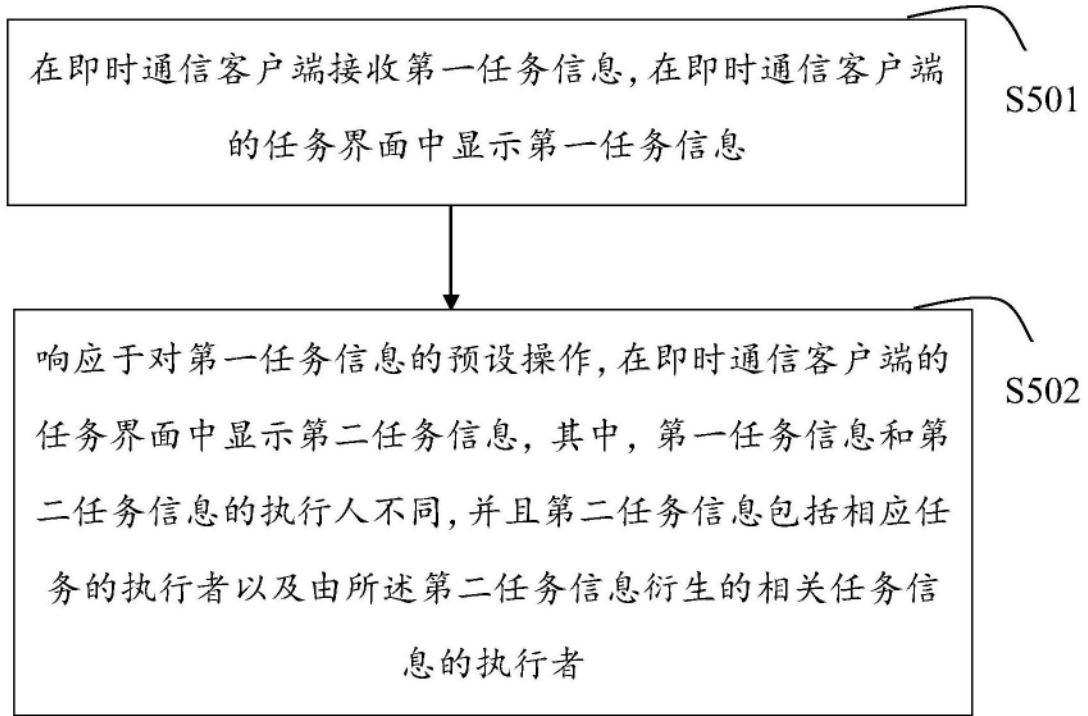 在即时通信客户端接收第一任务信息,在即时通信客户端
的任务界面中显示第一任务信息
S501
响应于对第一任务信息的预设操作,在即时通信客户端的
任务界面中显示第二任务信息,其中,第一任务信息和第
二任务信息的执行人不同,并且第二任务信息包括相应任
务的执行者以及由所述第二任务信息衍生的相关任务信
息的执行者
S502